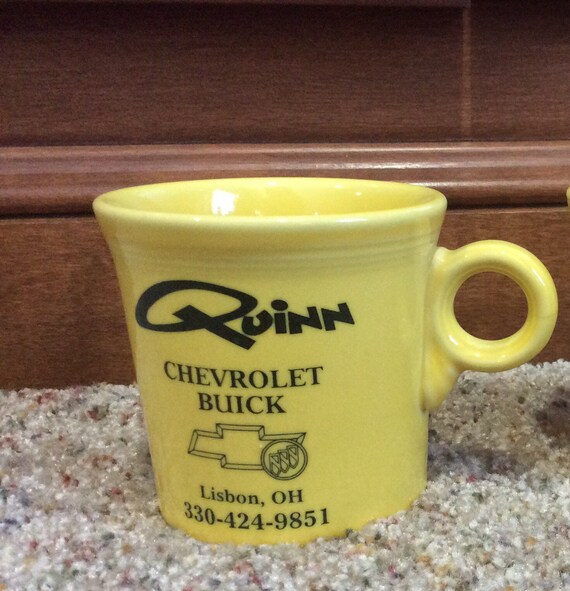 Quinn
CHEVROLET
BUICK
Lisbon, OH
330-424-9851